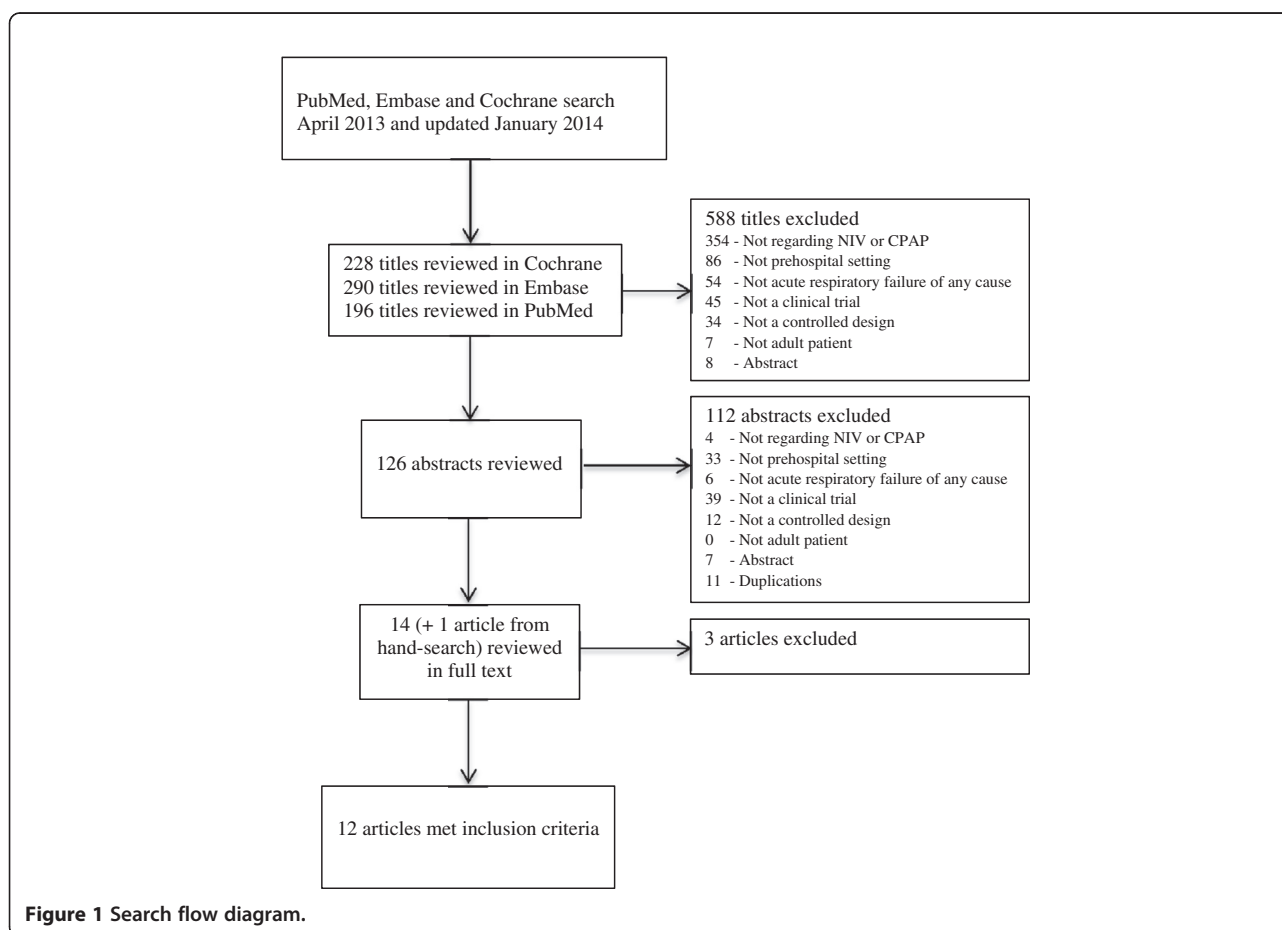 PubMed, Embase and Cochrane search
April 2013 and updated January 2014
588 titles excluded
354 - Not regarding NIV or CPAP
86 - Not prehospital setting
54 - Not acute respiratory failure of any cause
45 - Not a clinical trial
34 - Not a controlled design
7 - Not adult patient
8 - Abstract
228 titles reviewed in Cochrane
290 titles reviewed in Embase
196 titles reviewed in PubMed
112 abstracts excluded
4 - Not regarding NIV or CPAP
33 - Not prehospital setting
6 - Not acute respiratory failure of any cause
39 - Not a clinical trial
12 - Not a controlled design
0 - Not adult patient
7 - Abstract
11 - Duplications
126 abstracts reviewed
14 (+ 1 article from
hand-search) reviewed
in full text
3 articles excluded
12 articles met inclusion criteria
Figure 1 Search flow diagram.